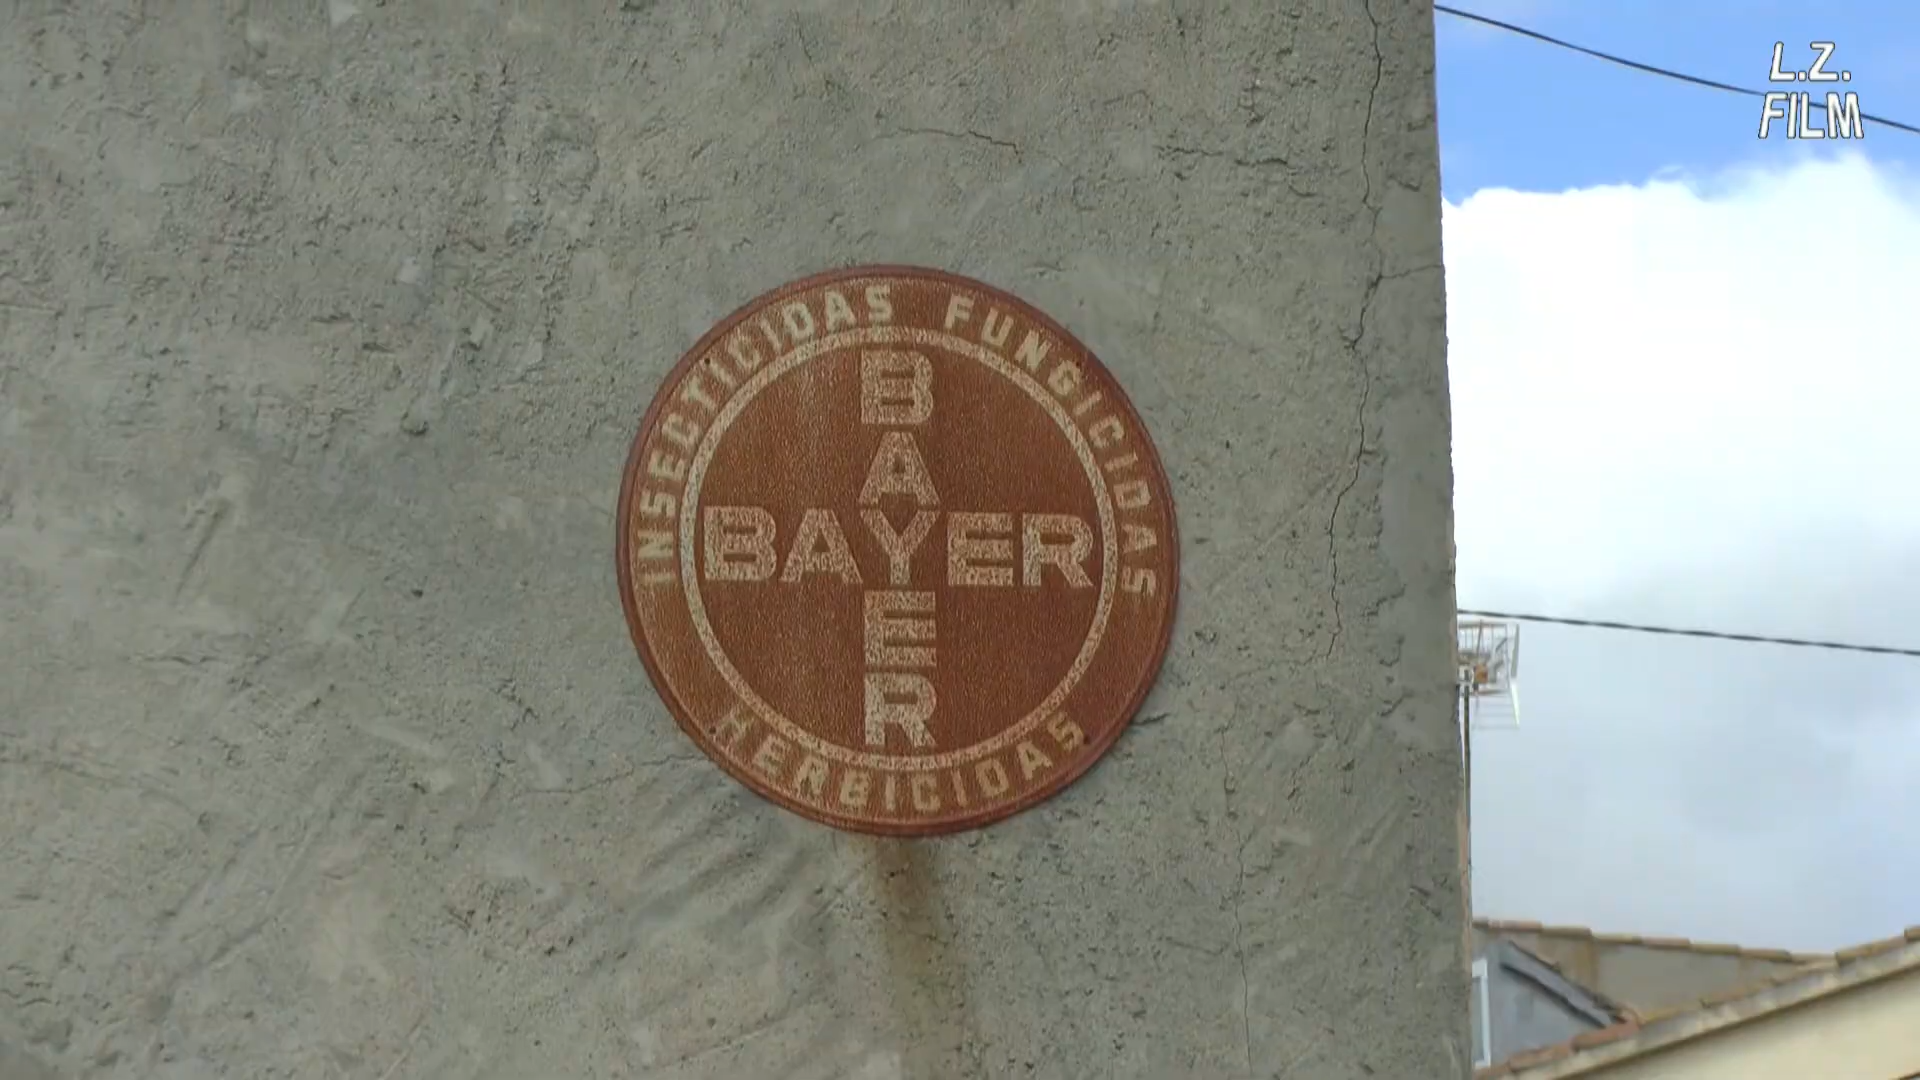 L.Z.
FILM
INSECTICIDAS FUNGICIDAS
BAYER
BAYER
HERBICIDAS